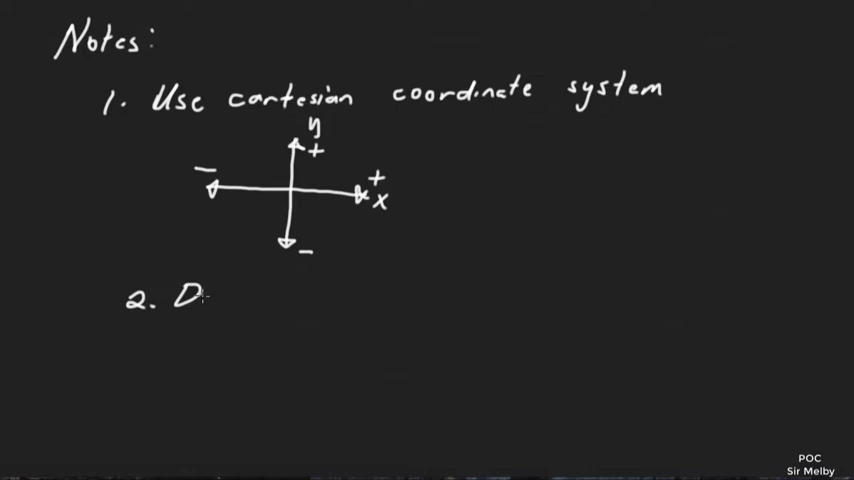 Notes:
1. Use cartesian coordinate system
y
+
-
+
x
-
2. D
POC
Sir Melby